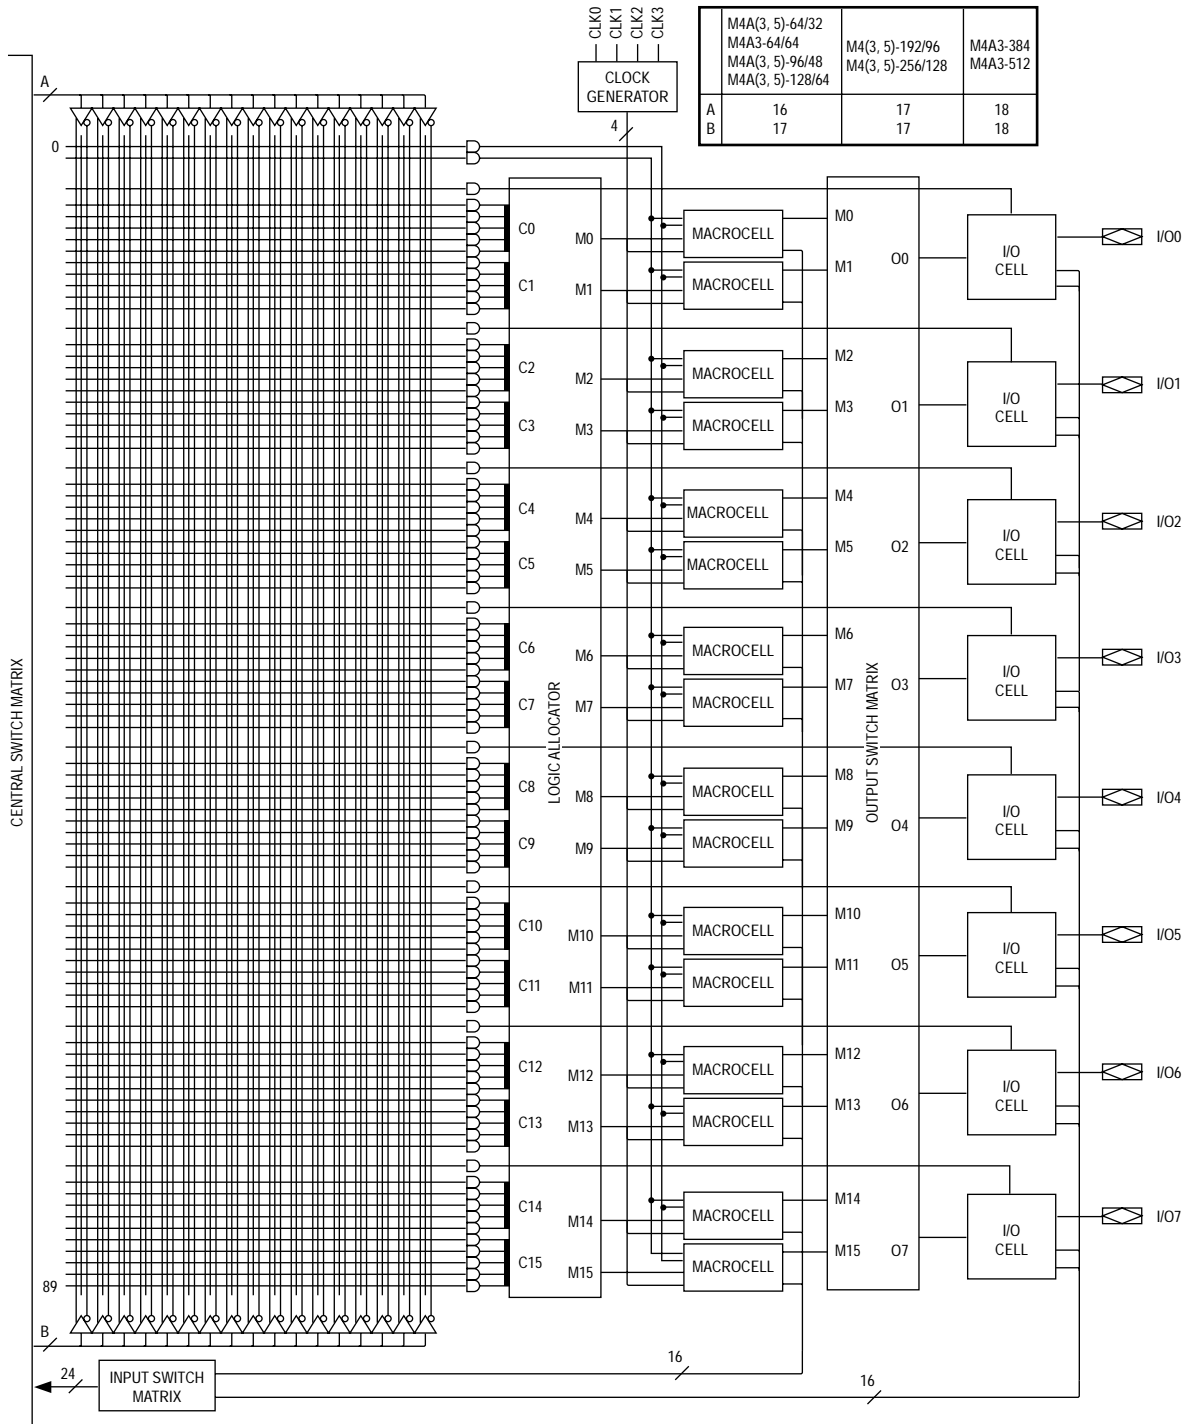 CLK0
CLK1
CLK2
CLK3
M4A(3, 5)-64/32
M4A3-64/64
M4A(3, 5)-96/48
M4A(3, 5)-128/64
M4(3, 5)-192/96
M4(3, 5)-256/128
M4A3-384
M4A3-512
A 16 17 18
B 17 17 18
CLOCK
GENERATOR
4
A
0
CENTRAL SWITCH MATRIX
LOGIC ALLOCATOR
OUTPUT SWITCH MATRIX
C0
M0
MACROCELL
M0
O0
I/O
CELL
I/O0
C1
M1
MACROCELL
M1
C2
M2
MACROCELL
M2
O1
I/O
CELL
I/O1
C3
M3
MACROCELL
M3
C4
M4
MACROCELL
M4
O2
I/O
CELL
I/O2
C5
M5
MACROCELL
M5
C6
M6
MACROCELL
M6
O3
I/O
CELL
I/O3
C7
M7
MACROCELL
M7
C8
M8
MACROCELL
M8
O4
I/O
CELL
I/O4
C9
M9
MACROCELL
M9
C10
M10
MACROCELL
M10
O5
I/O
CELL
I/O5
C11
M11
MACROCELL
M11
C12
M12
MACROCELL
M12
O6
I/O
CELL
I/O6
C13
M13
MACROCELL
M13
C14
M14
MACROCELL
M14
O7
I/O
CELL
I/O7
C15
M15
MACROCELL
M15
89
B
24
INPUT SWITCH
MATRIX
16
16